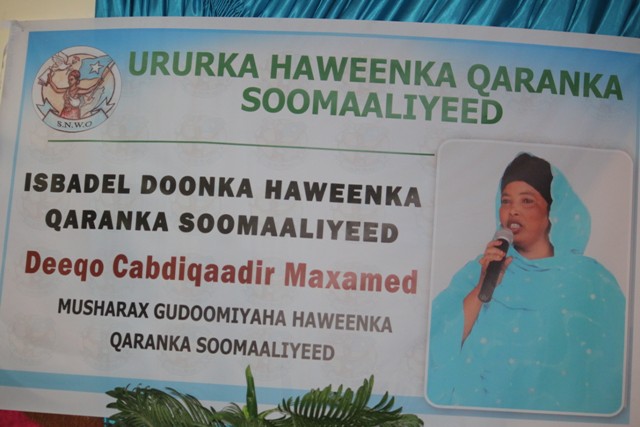 URURKA HAWEENKA QARANKA
SOOMAALIYEED
S.N.W.O
ISBADEL DOONKA HAWEENKA
QARANKA SOOMAALIYEED
Deeqo Cabdiqaadir Maxamed
MUSHARAX GUDOOMIYAHA HAWEENKA
QARANKA SOOMAALIYEED